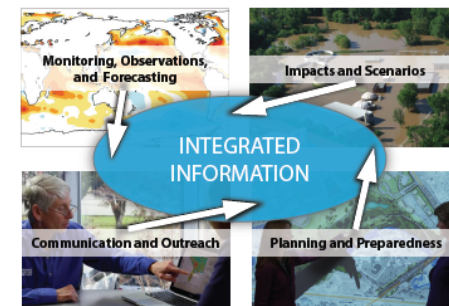 Monitoring, Observations,
and Forecasting
Impacts and Scenarios
INTEGRATED
INFORMATION
Communication and Outreach
Planning and Preparedness